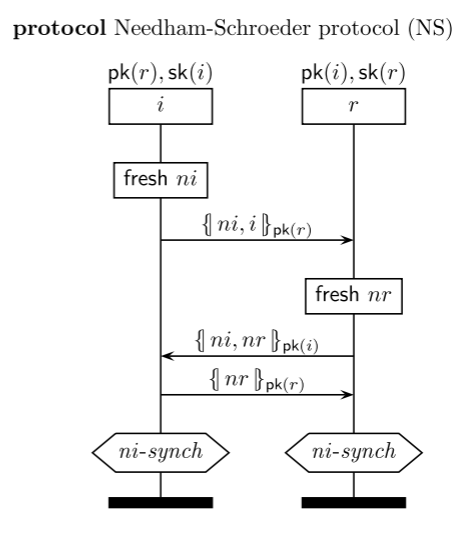 protocol Needham-Schroeder protocol (NS)
pk(r), sk(i)
pk(i), sk(r)
i
r
fresh ni
{| ni, i |}pk(r)
fresh nr
{| ni, nr |}pk(i)
{| nr |}pk(r)
ni-synch
ni-synch